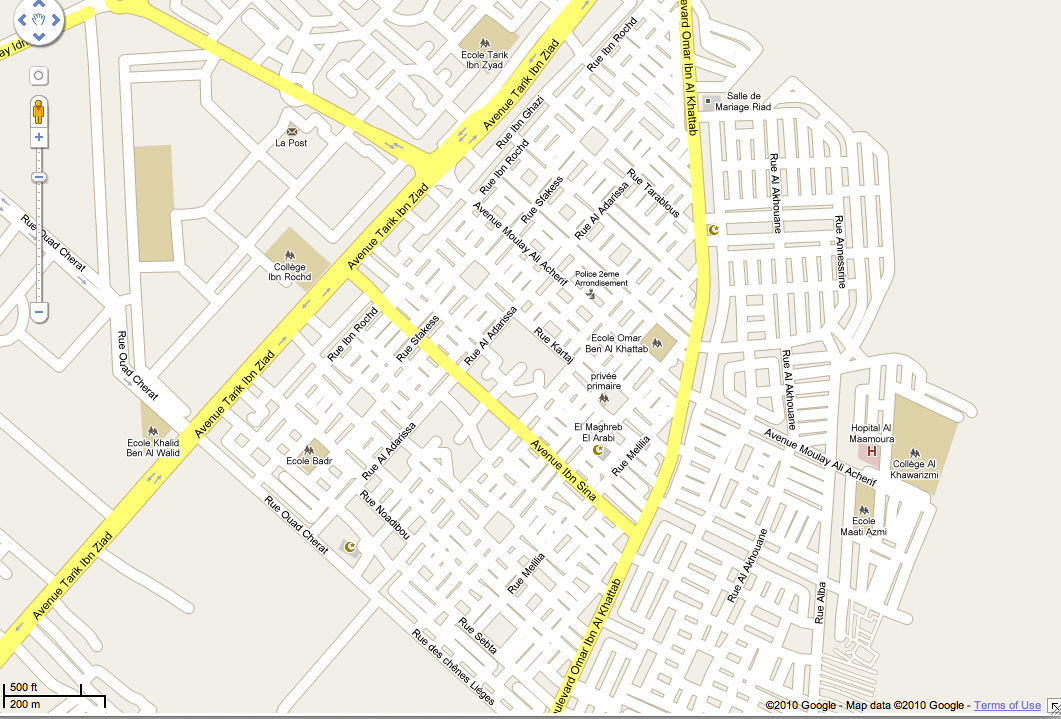 Ecole Tarik
Ibn Zyad
Rue Ibn Rochd
Boulevard Omar Ibn Al Khattab
Avenue Tarik Ibn Ziad
Salle de
Mariage Riad
Rue Ibn Ghazi
La Post
Rue Ibn Rochd
Rue Al Akhouane
Rue Tarablous
Rue Sfakess
Rue Al Adarissa
Avenue Tarik Ibn Ziad
Rue Ouad Cherat
Avenue Moulay Ali Acherif
Rue Annessrine
Collège
Ibn Rochd
Police 2eme
Arrondisement
Rue Ibn Rochd
Rue Sfakess
Rue Al Adarissa
Rue Kartaj
Ecole Omar
Ben Al Khattab
Rue Ouad Cherat
privée
primaire
Rue Al Akhouane
Avenue Tarik Ibn Ziad
El Maghreb
El Arabi
Hopital Al
Maamoura
H
Ecole Khalid
Ben Al Walid
Ecole Badr
Rue Al Adarissa
Avenue Ibn Sina
Rue Melilia
Avenue Moulay Ali Acherif
Collège Al
Khawarizmi
Rue Noadibou
Rue Ouad Cherat
Ecole
Maati Azmi
Avenue Tarik Ibn Ziad
Rue Melilia
Rue Al Akhouane
Rue Alba
Rue Sebta
Rue des chênes Lièges
Boulevard Omar Ibn Al Khattab
500 ft
200 m
©2010 Google - Map data ©2010 Google - Terms of Use